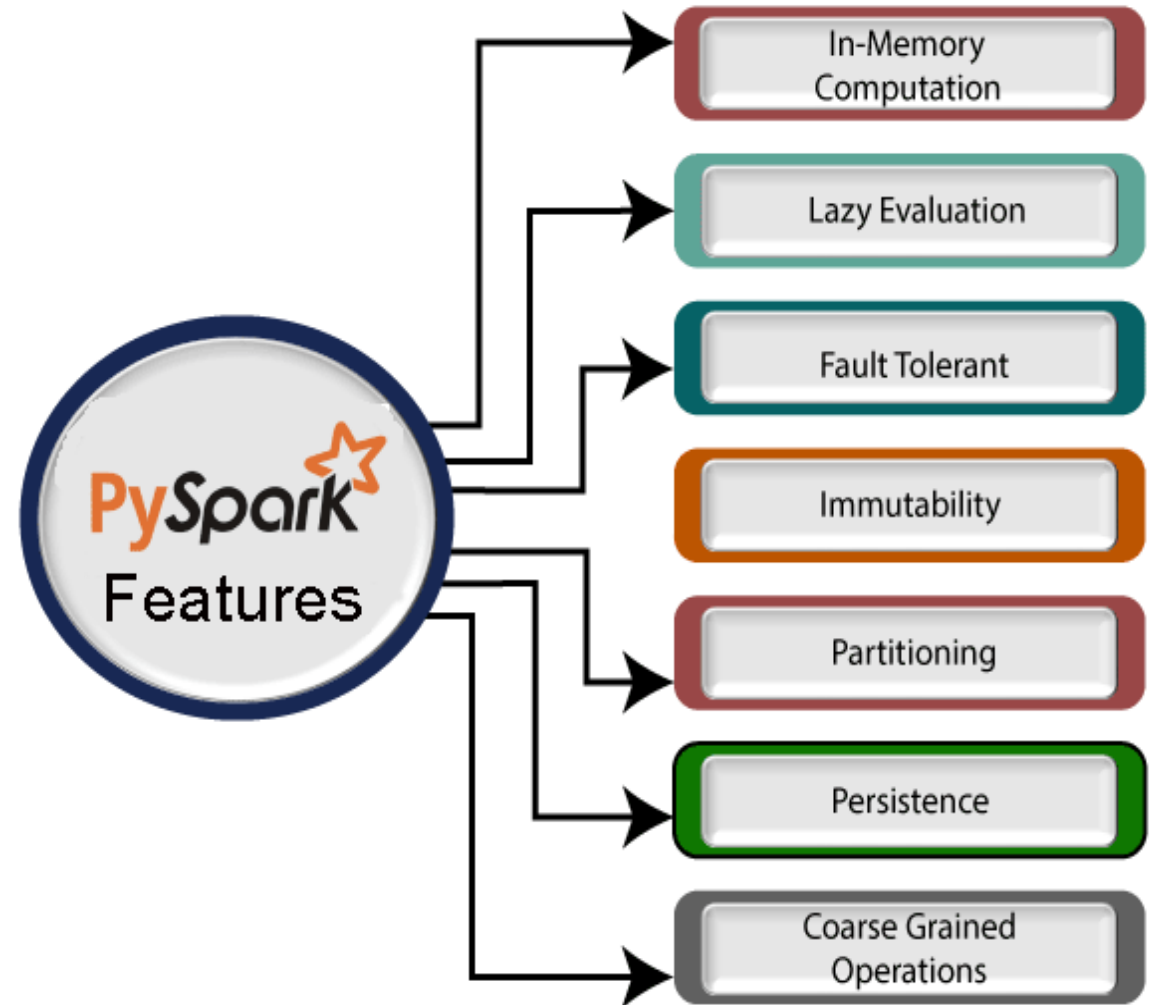 In-Memory
Computation
Lazy Evaluation
Fault Tolerant
Immutability
Partitioning
Persistence
Coarse Grained
Operations
PySpark
Features